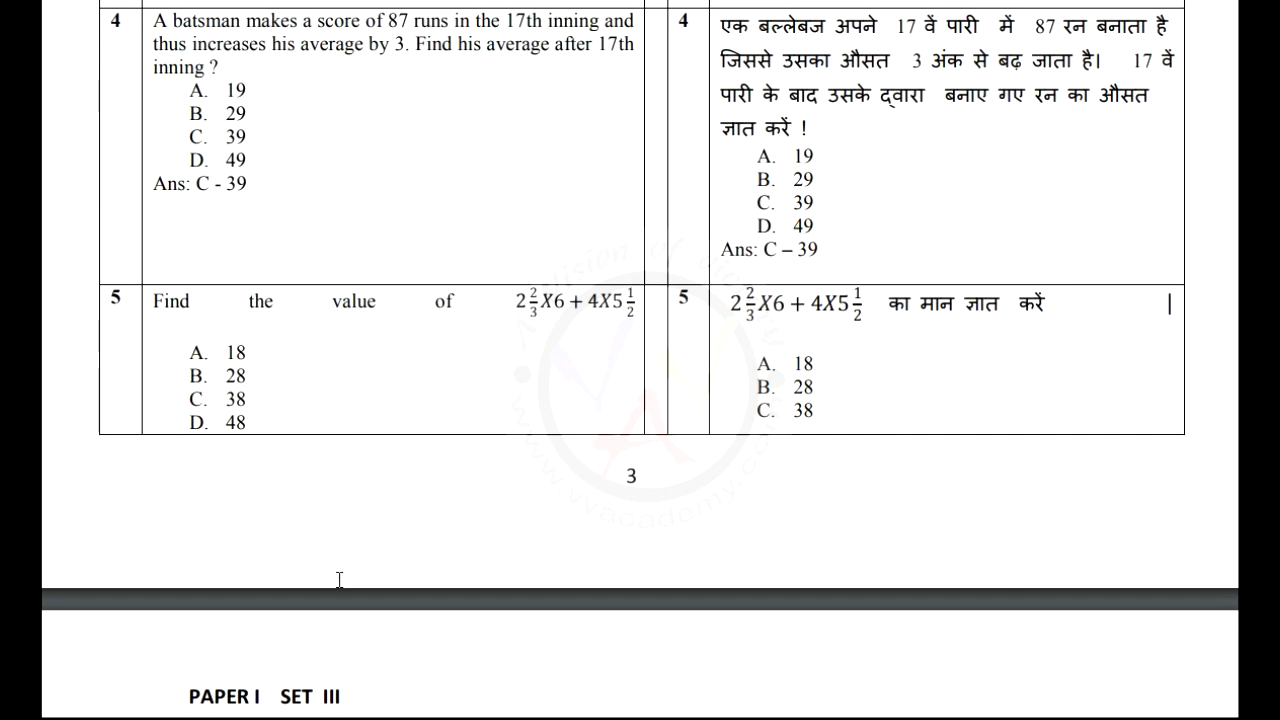 4
A batsman makes a score of 87 runs in the 17th inning and
thus increases his average by 3. Find his average after 17th
inning ?
A. 19
B. 29
C. 39
D. 49
Ans: C - 39
4
एक बल्लेबज अपने 17 वें पारी में 87 रन बनाता है
जिससे उसका औसत 3 अंक से बढ़ जाता है। 17 वें
पारी के बाद उसके द्वारा बनाए गए रन का औसत
ज्ञात करें !
A. 19
B. 29
C. 39
D. 49
Ans: C – 39
5
Find the value of 2 2/3 X6 + 4X5 1/2
A. 18
B. 28
C. 38
D. 48
5
2 2/3 X6 + 4X5 1/2 का मान ज्ञात करें |
A. 18
B. 28
C. 38
3
www.vvacademy.com
PAPER I SET III